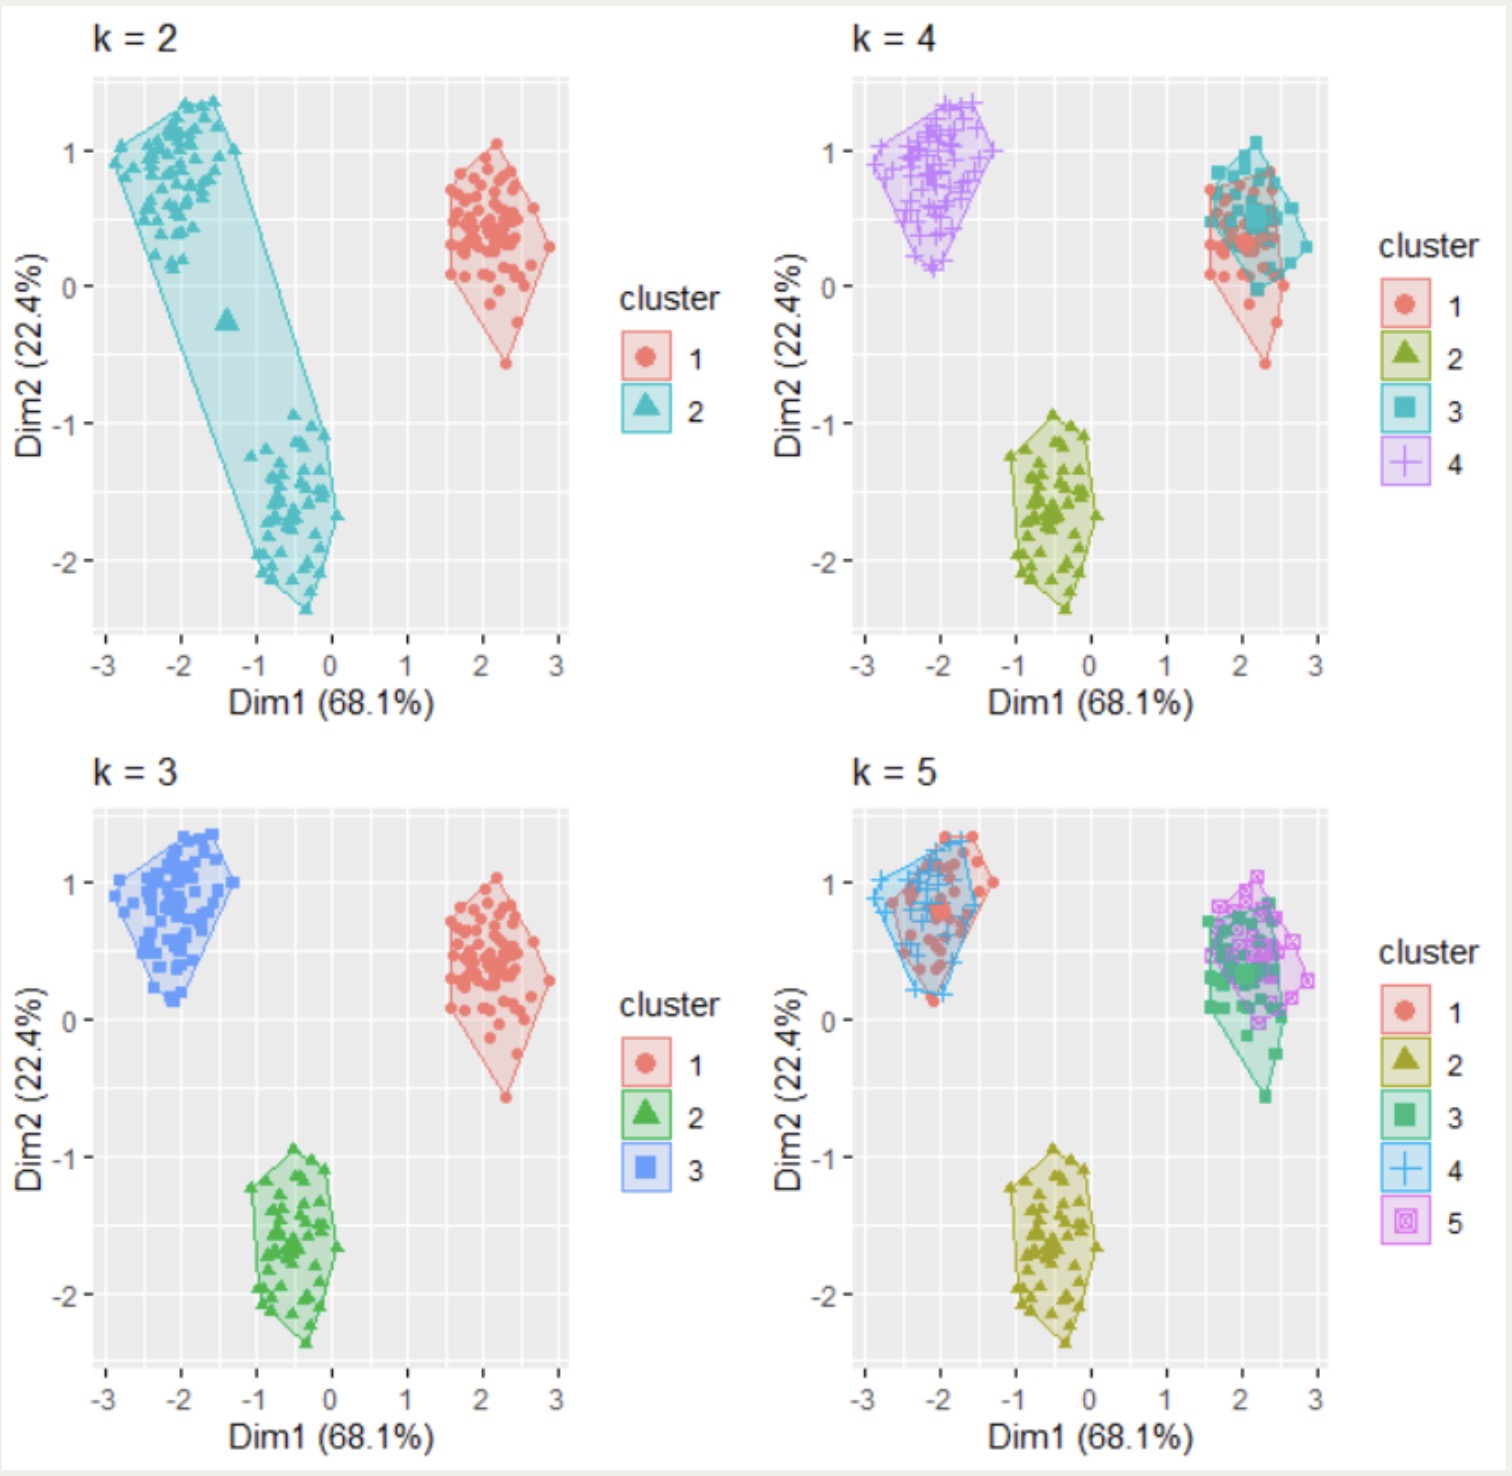 k = 2
1
0
-1
-2
Dim2 (22.4%)
-3 -2 -1 0 1 2 3
Dim1 (68.1%)
cluster
1
2
k = 4
1
0
-1
-2
Dim2 (22.4%)
-3 -2 -1 0 1 2 3
Dim1 (68.1%)
cluster
1
2
3
4
k = 3
1
0
-1
-2
Dim2 (22.4%)
-3 -2 -1 0 1 2 3
Dim1 (68.1%)
cluster
1
2
3
k = 5
1
0
-1
-2
Dim2 (22.4%)
-3 -2 -1 0 1 2 3
Dim1 (68.1%)
cluster
1
2
3
4
5